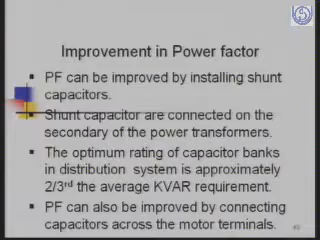 Improvement in Power factor
PF can be improved by installing shunt
capacitors.
Shunt capacitor are connected on the
secondary of the power transformers.
The optimum rating of capacitor banks
in distribution system is approximately
2/3rd the average KVAR requirement.
PF can also be improved by connecting
capacitors across the motor terminals.